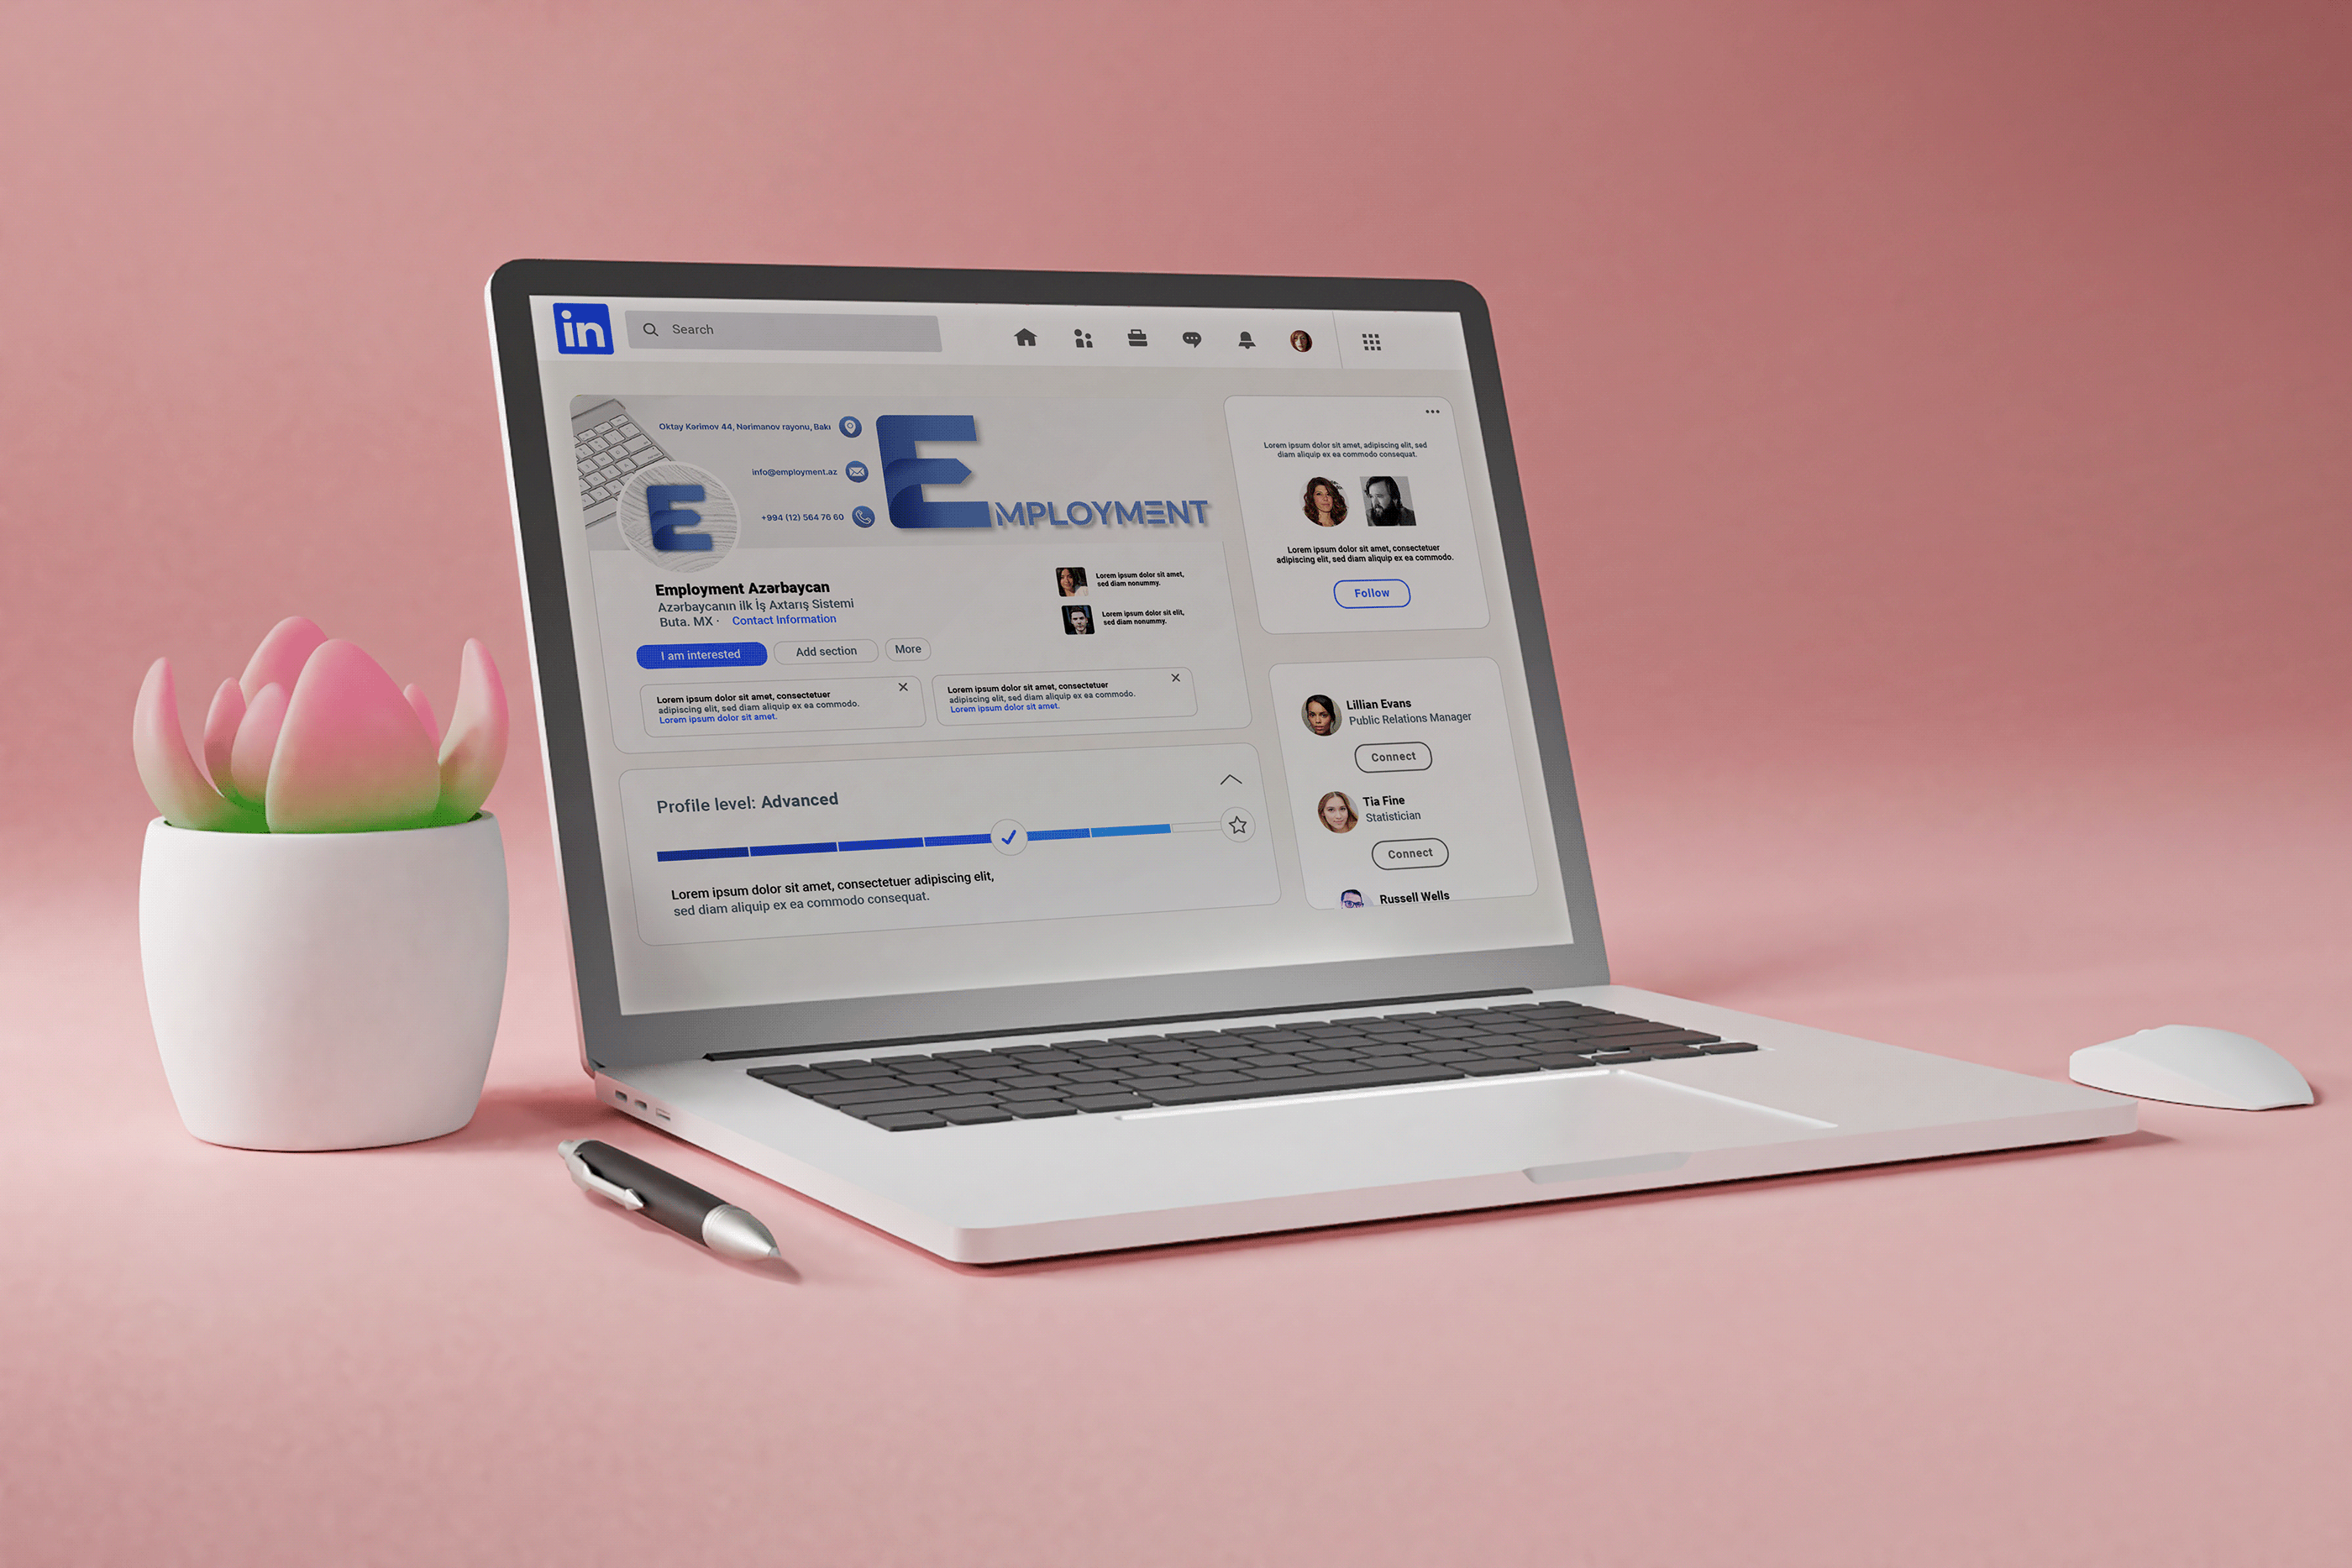 in
Search
Oktay Kərimov 44, Nərimanov rayonu, Bakı
info@employment.az
+994 (12) 564 76 60
E
EMPLOYMENT
Employment Azərbaycan
Azərbaycanın ilk İş Axtarış Sistemi
Buta. MX · Contact Information
I am interested
Add section
More
Lorem ipsum dolor sit amet,
sed diam nonummy.
Lorem ipsum dolor sit elit,
sed diam nonummy.
Lorem ipsum dolor sit amet, consectetuer
adipiscing elit, sed diam aliquip ex ea commodo.
Lorem ipsum dolor sit amet.
Lorem ipsum dolor sit amet, consectetuer
adipiscing elit, sed diam aliquip ex ea commodo.
Lorem ipsum dolor sit amet.
Profile level: Advanced
Lorem ipsum dolor sit amet, consectetuer adipiscing elit,
sed diam aliquip ex ea commodo consequat.
Lorem ipsum dolor sit amet, adipiscing elit, sed
diam aliquip ex ea commodo consequat.
Lorem ipsum dolor sit amet, consectetuer
adipiscing elit, sed diam aliquip ex ea commodo.
Follow
Lillian Evans
Public Relations Manager
Connect
Tia Fine
Statistician
Connect
Russell Wells